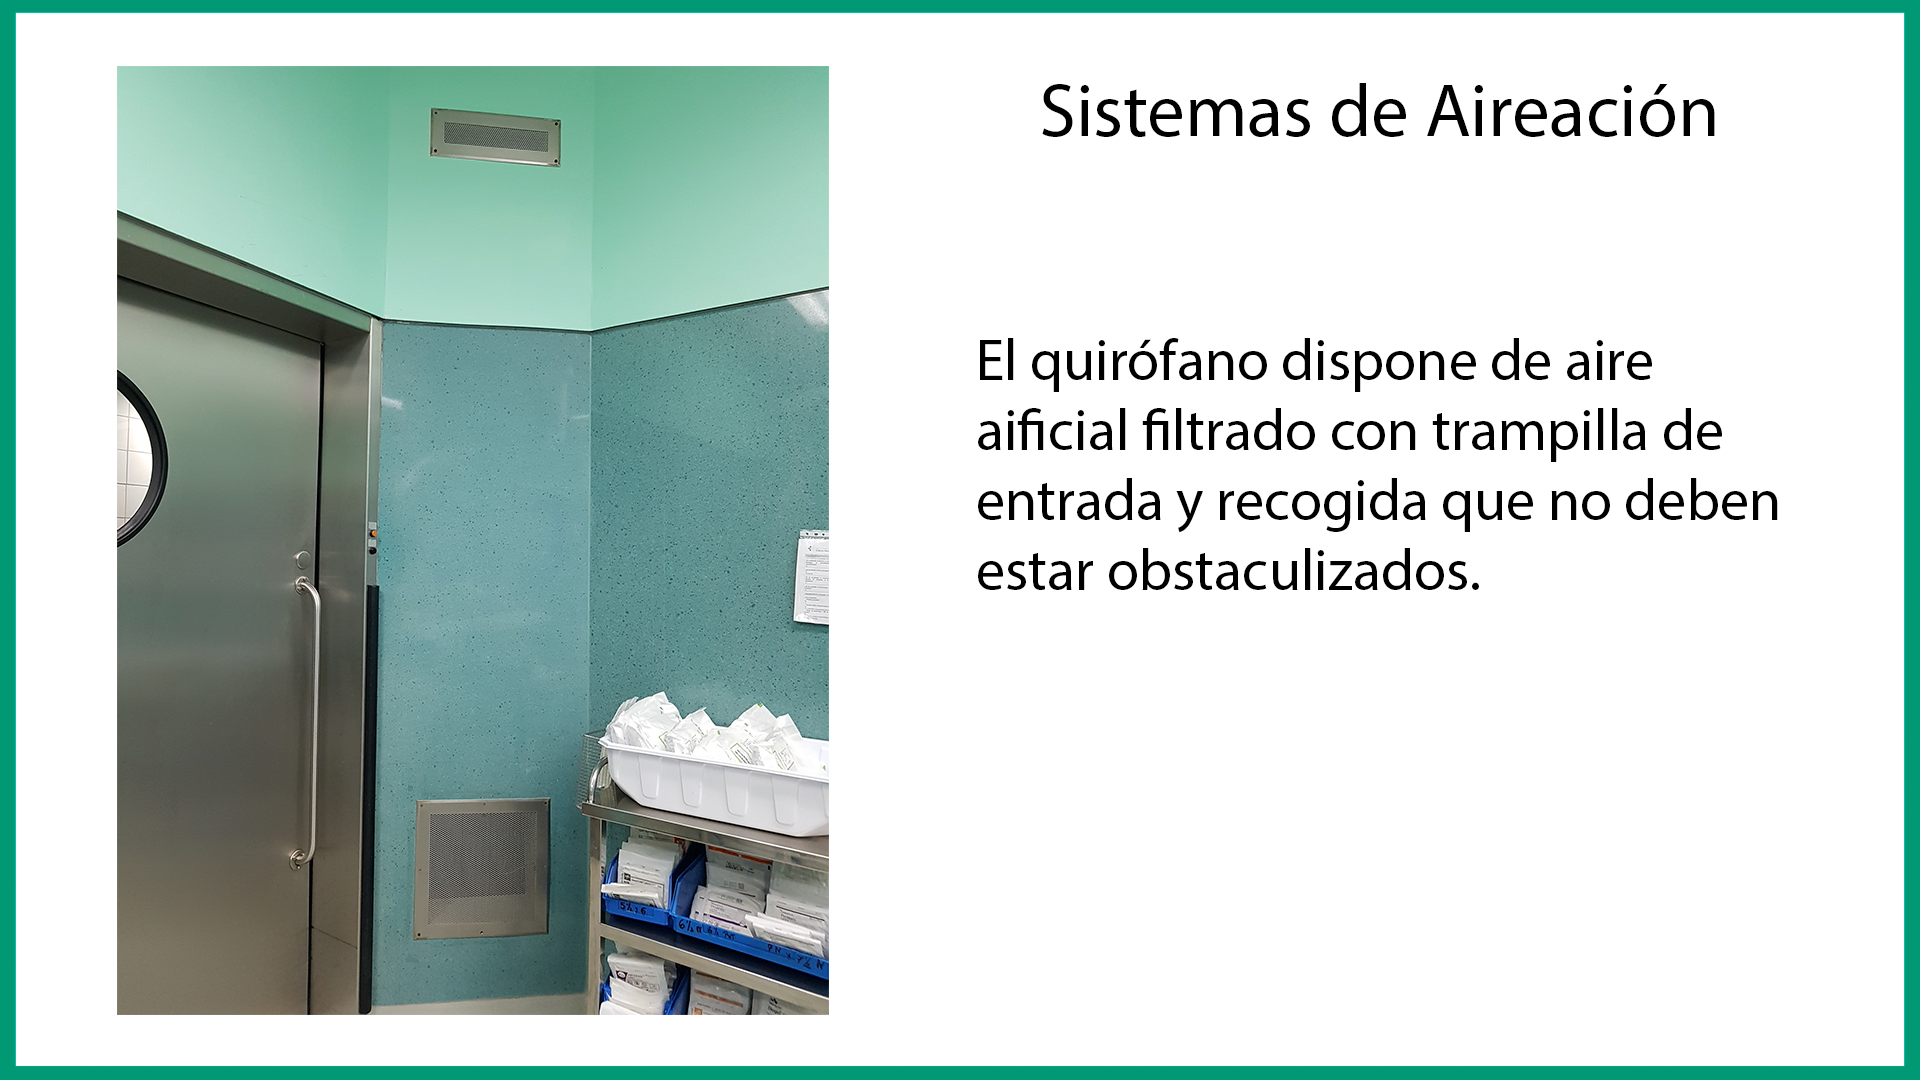 Sistemas de Aireación
El quirófano dispone de aire
aificial filtrado con trampilla de
entrada y recogida que no deben
estar obstaculizados.